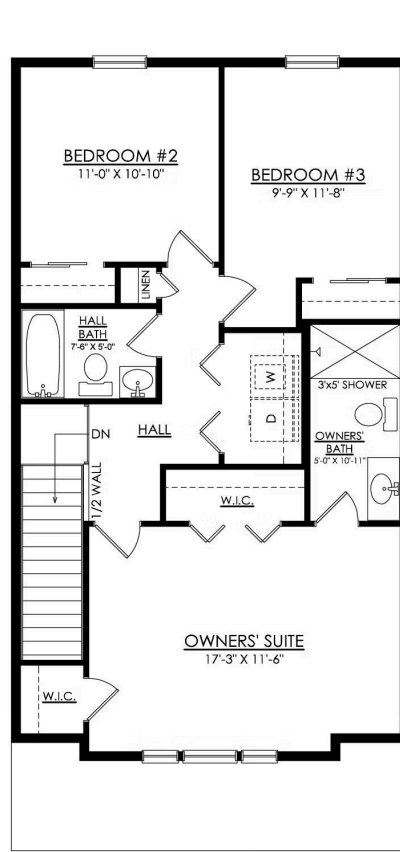 BEDROOM #2
11'-0" X 10'-10"
BEDROOM #3
9'-9" X 11'-8"
LINEN
HALL
BATH
7'-6" X 5'-0"
W
3'x5' SHOWER
D
DN
HALL
OWNERS'
BATH
5'-0" X 10'-11"
1/2 WALL
W.I.C.
OWNERS' SUITE
17'-3" X 11'-6"
W.I.C.